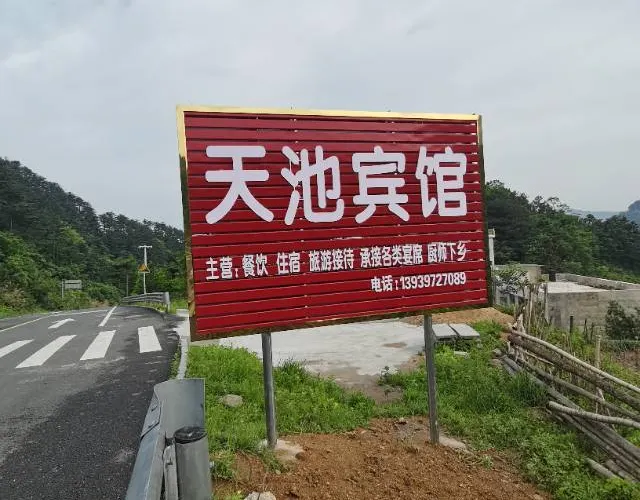 天池宾馆
主营：餐饮 住宿 旅游接待 承接各类宴席 厨师下乡
电话：13939727089